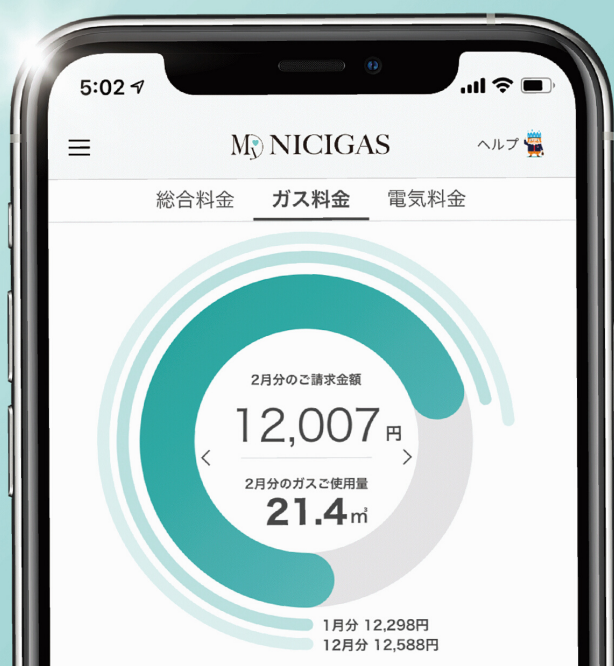 5:02
My NICIGAS
ヘルプ
総合料金 ガス料金 電気料金
2月分のご請求金額
12,007円
2月分のガスご使用量
21.4㎥
1月分 12,298円
12月分 12,588円